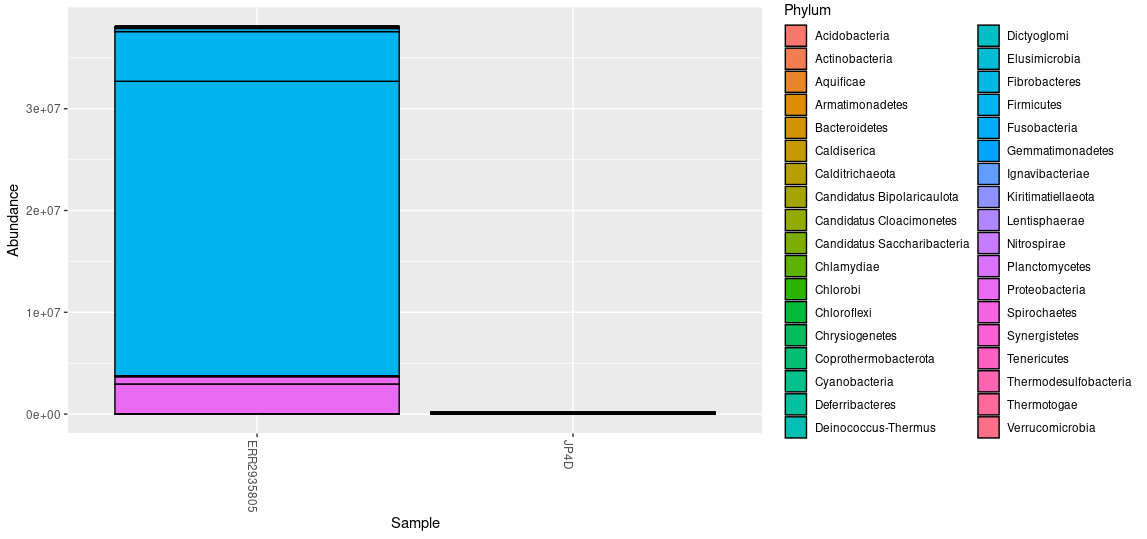 Phylum
Acidobacteria
Actinobacteria
Aquificae
Armatimonadetes
Bacteroidetes
Caldiserica
Calditrichaeota
Candidatus Bipolaricaulota
Candidatus Cloacimonetes
Candidatus Saccharibacteria
Chlamydiae
Chlorobi
Chloroflexi
Chrysiogenetes
Coprothermobacterota
Cyanobacteria
Deferribacteres
Deinococcus-Thermus
Dictyoglomi
Elusimicrobia
Fibrobacteres
Firmicutes
Fusobacteria
Gemmatimonadetes
Ignavibacteriae
Kiritimatiellaeota
Lentisphaerae
Nitrospirae
Planctomycetes
Proteobacteria
Spirochaetes
Synergistetes
Tenericutes
Thermodesulfobacteria
Thermotogae
Verrucomicrobia
Abundance
3e+07
2e+07
1e+07
0e+00
ERR2935805
JP4D
Sample